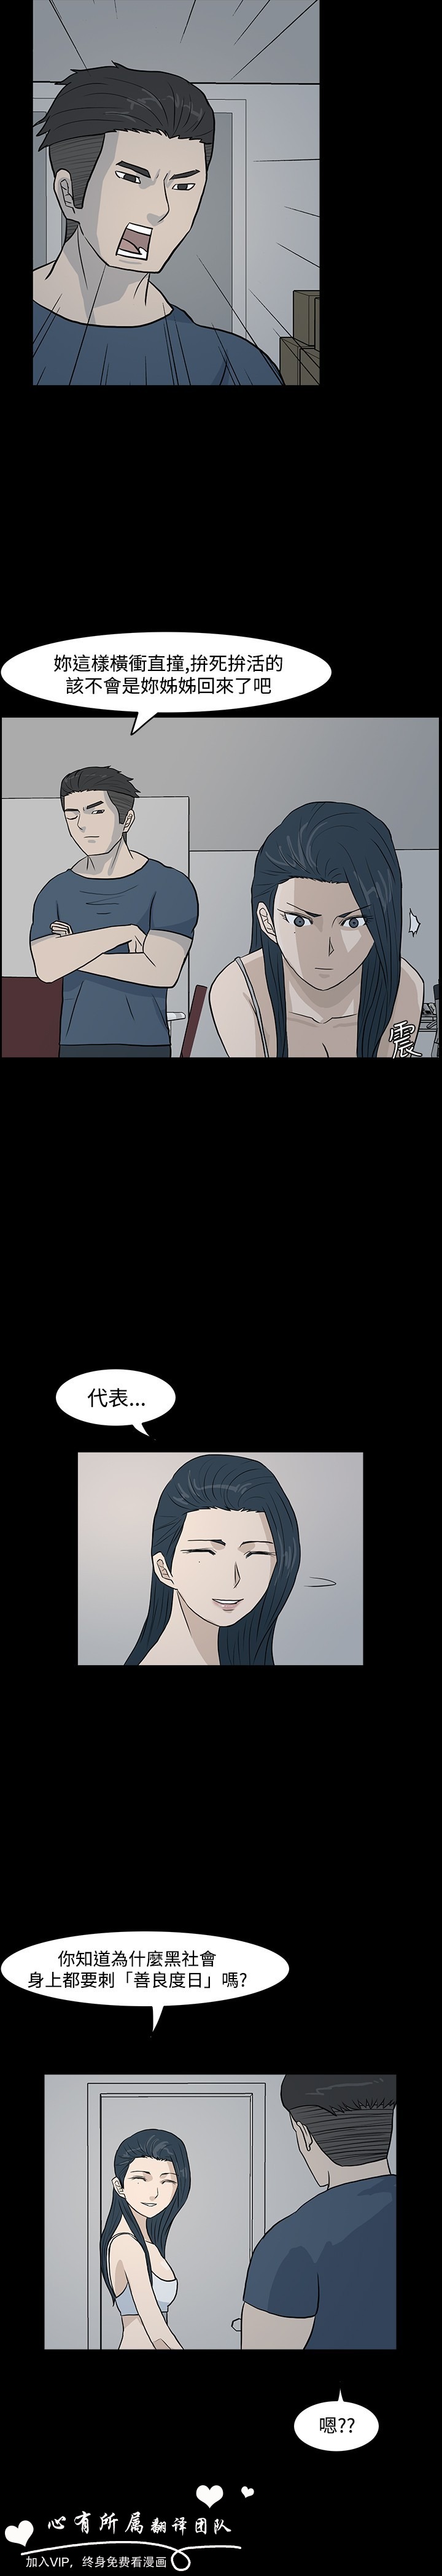 妳這樣橫衝直撞,拚死拚活的
該不會是妳姊姊回來了吧
震
代表...
你知道為什麼黑社會
身上都要刺「善良度日」嗎?
嗯??
心有所属翻译团队
加入VIP，终身免费看漫画